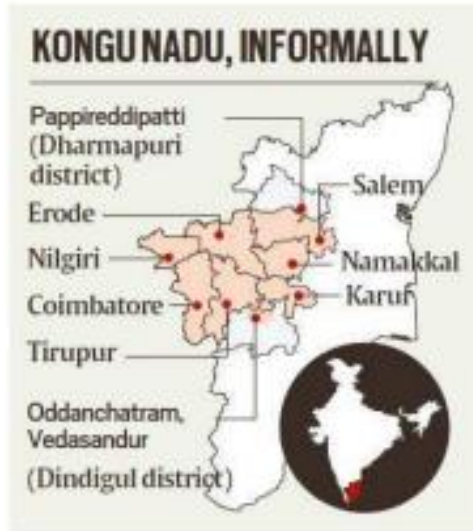 KONGU NADU, INFORMALLY
Pappireddipatti
(Dharmapuri
district)
Salem
Erode
Nilgiri
Namakkal
Coimbatore
Karur
Tirupur
Oddanchatram,
Vedasandur
(Dindigul district)